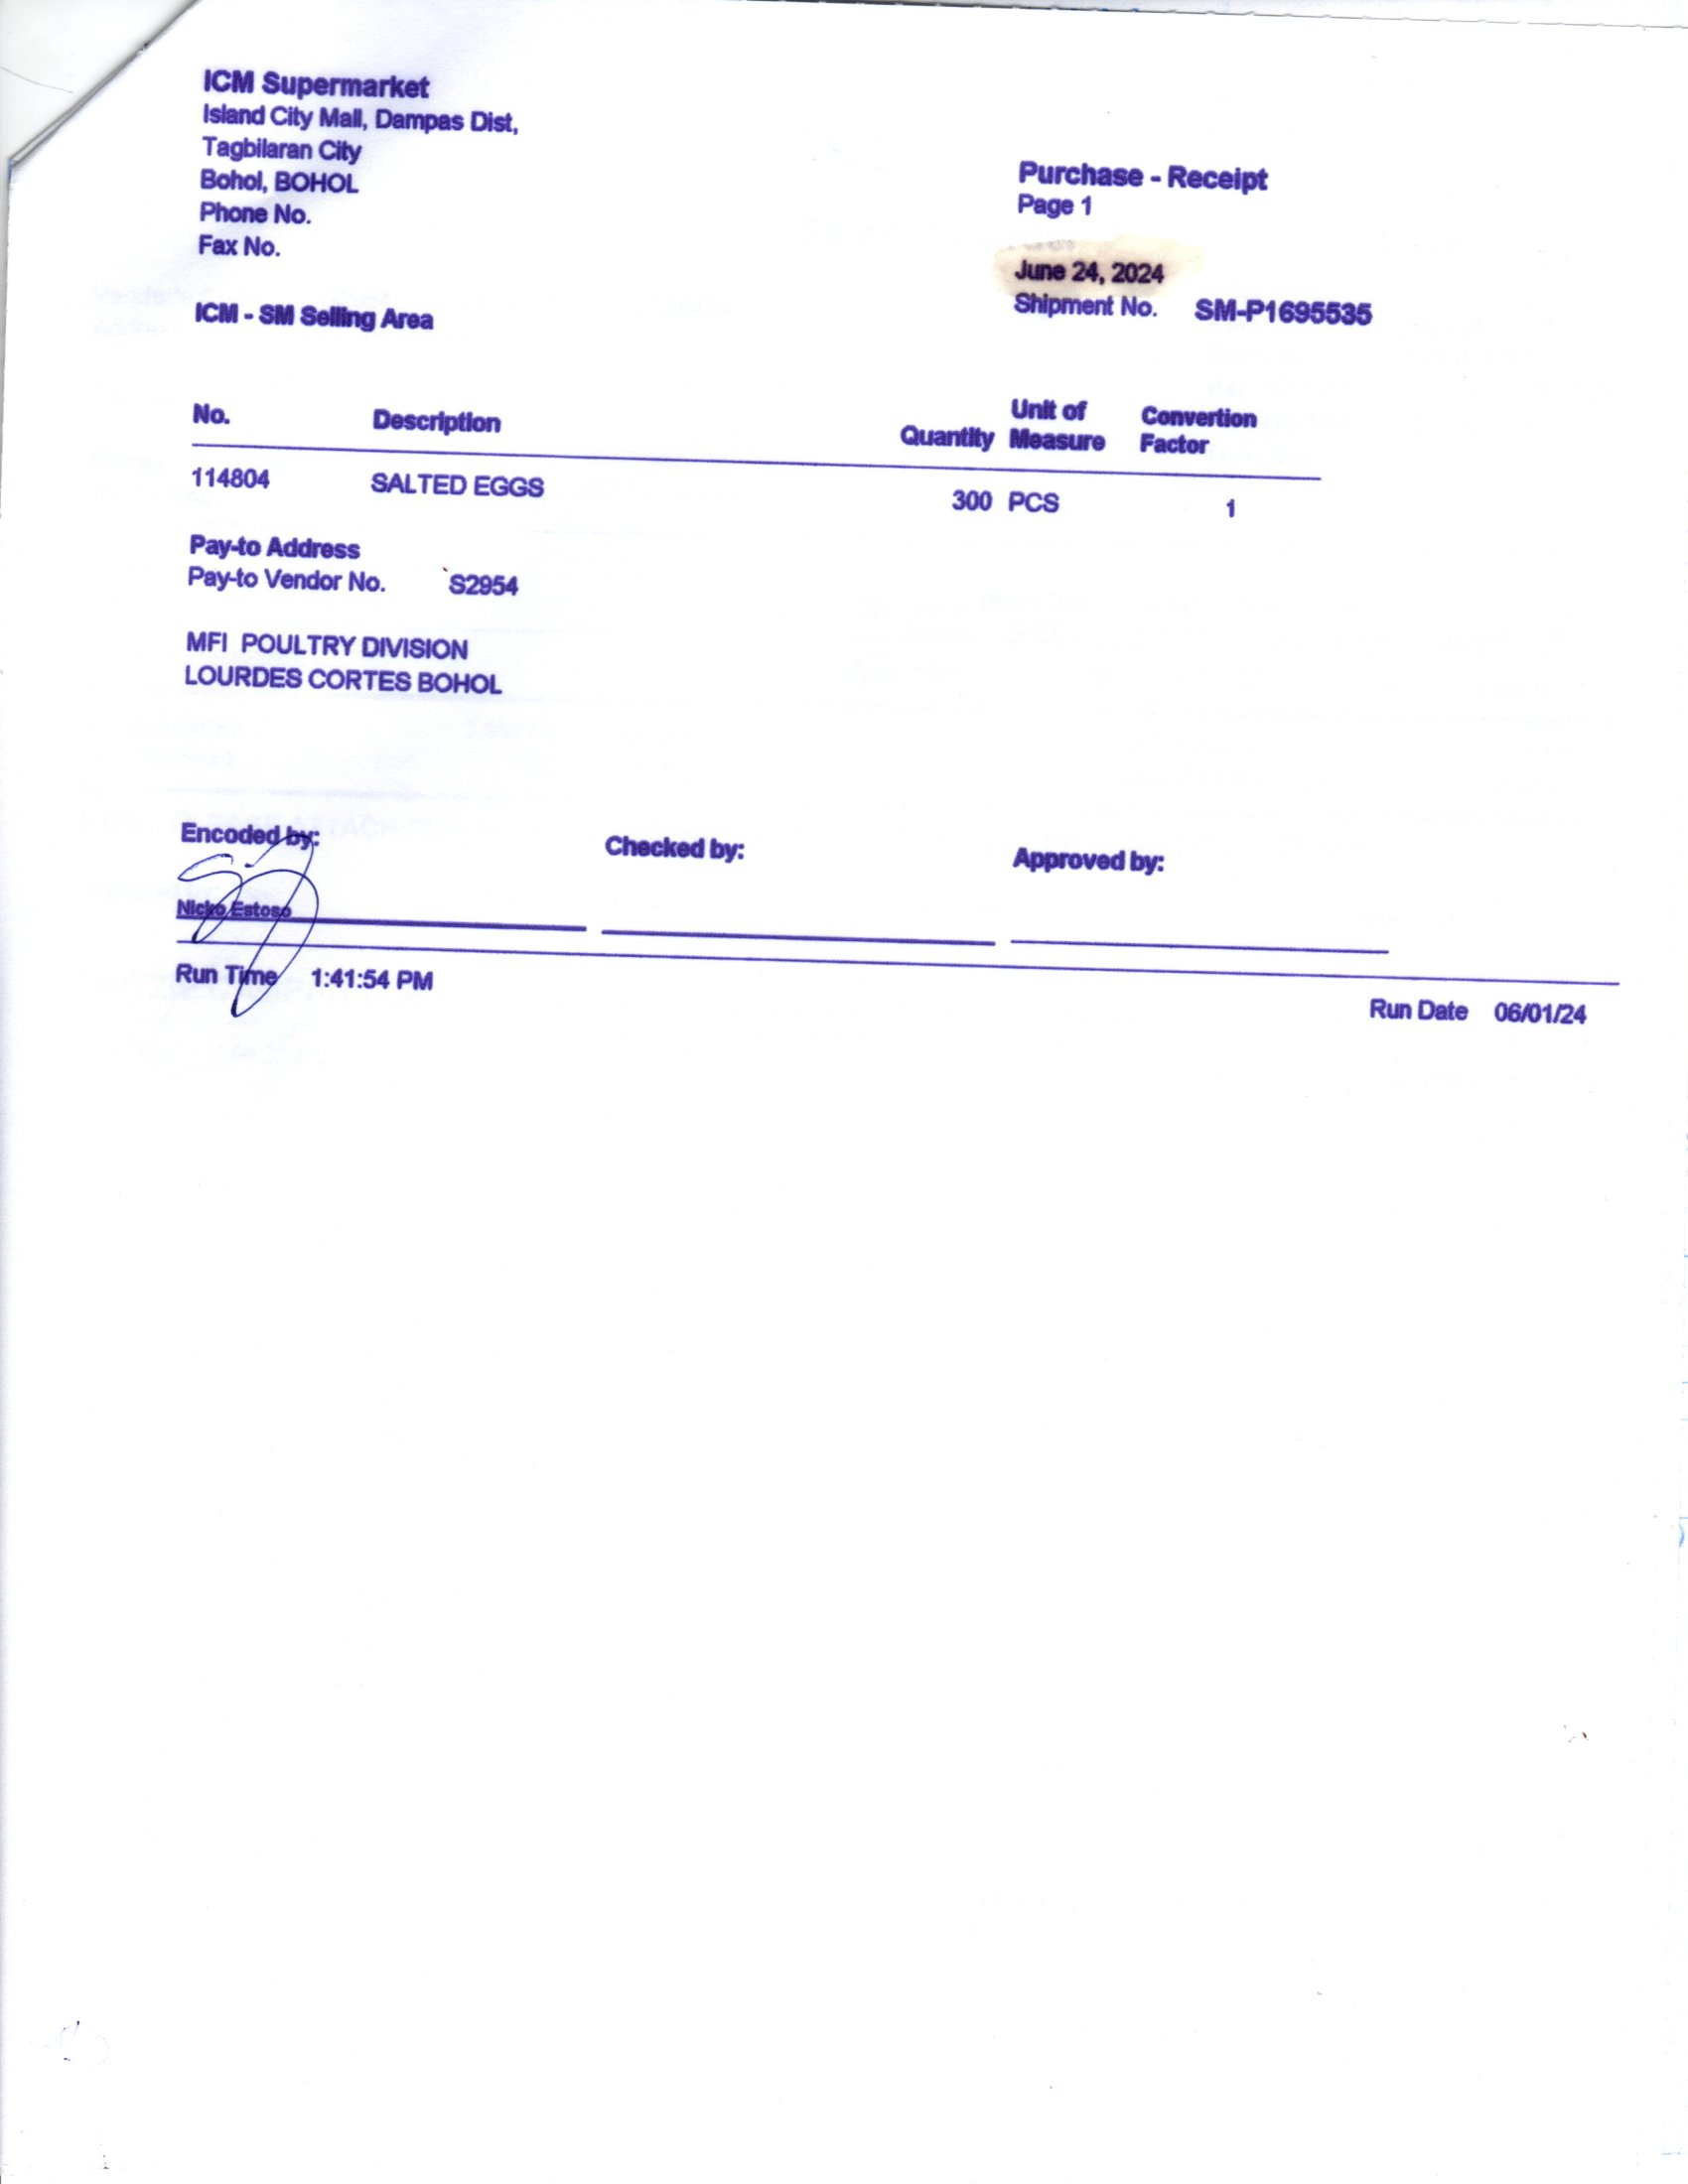 ICM Supermarket
Island City Mall, Dampas Dist,
Tagbilaran City
Bohol, BOHOL
Phone No.
Fax No.
Purchase - Receipt
Page 1
June 24, 2024
Shipment No. SM-P1695535
ICM - SM Selling Area
No. Description Quantity Unit of Measure Convertion Factor
114804 SALTED EGGS 300 PCS 1
Pay-to Address
Pay-to Vendor No. S2954
MFI POULTRY DIVISION
LOURDES CORTES BOHOL
Encoded by: Checked by: Approved by:
Nicko Estoso
Run Time 1:41:54 PM
Run Date 06/01/24